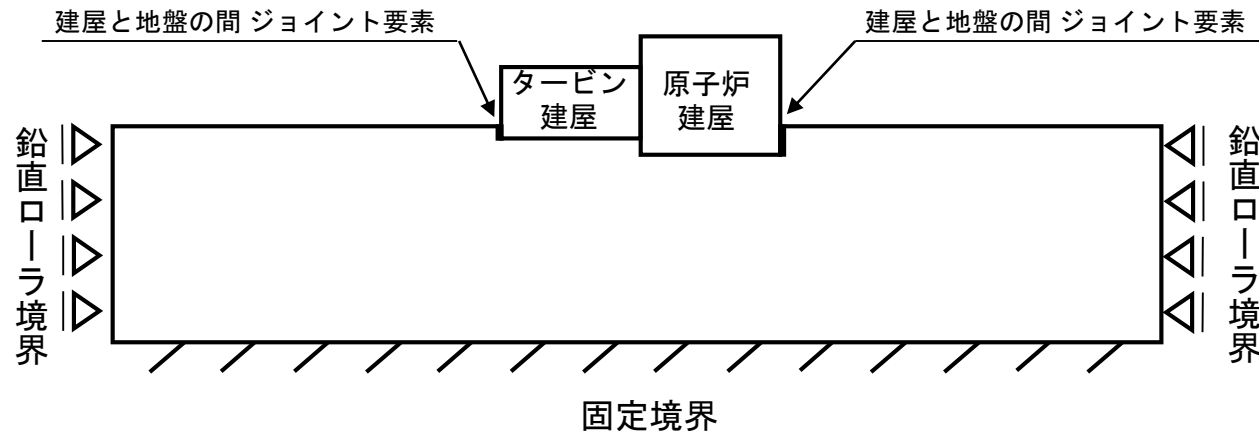 建屋と地盤の間 ジョイント要素
建屋と地盤の間 ジョイント要素
タービン
建屋
原子炉
建屋
鉛直ローラ境界
鉛直ローラ境界
固定境界